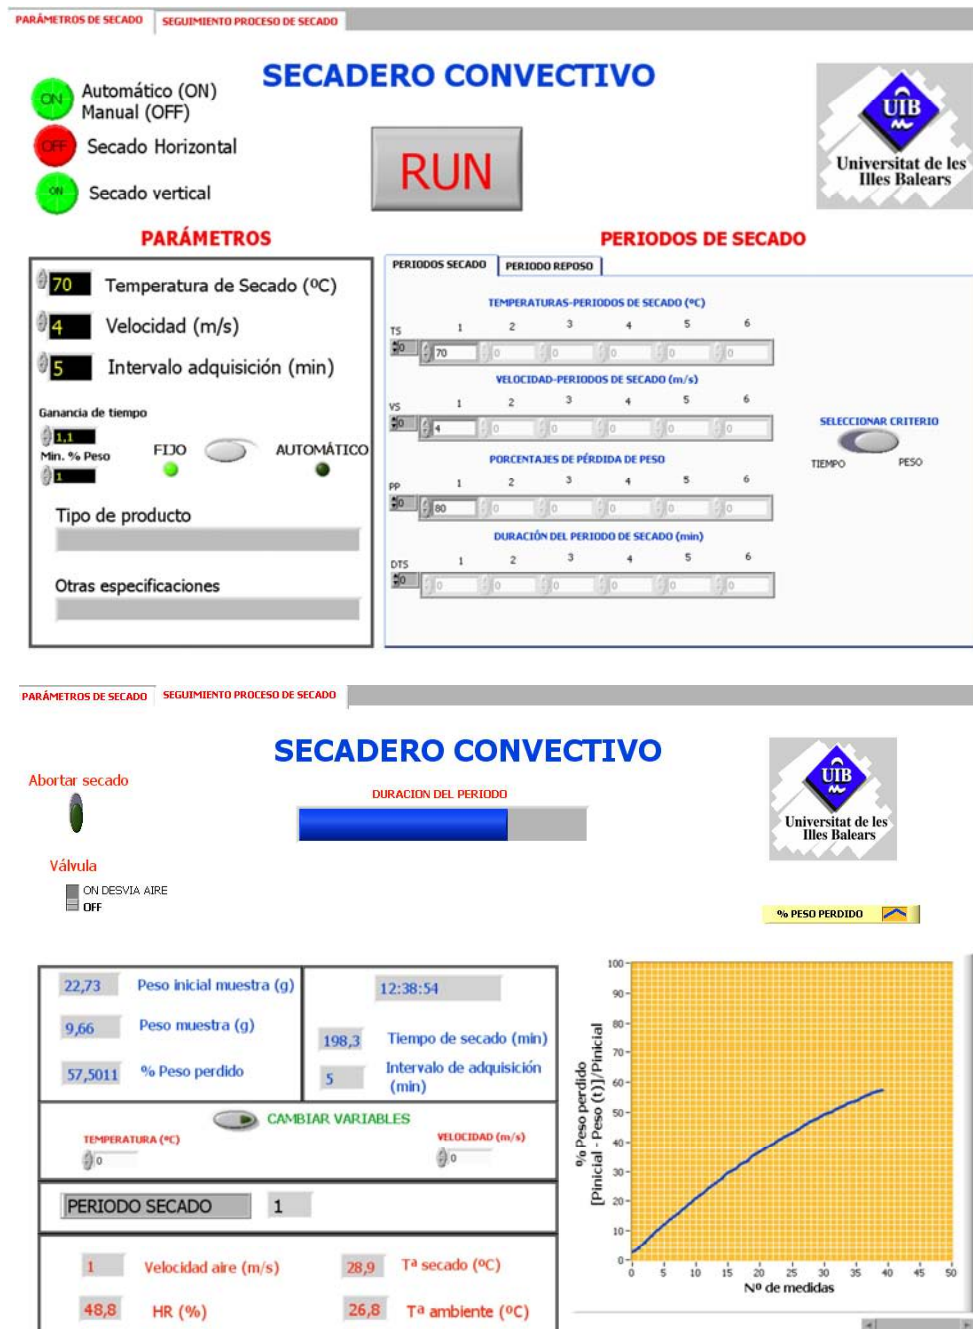 PARÁMETROS DE SECADO SEGUIMIENTO PROCESO DE SECADO
SECADERO CONVECTIVO
ON Automático (ON)
Manual (OFF)
OFF Secado Horizontal
ON Secado vertical
RUN
UIB
Universitat de les
Illes Balears
PARÁMETROS
70 Temperatura de Secado (ºC)
4 Velocidad (m/s)
5 Intervalo adquisición (min)
Ganancia de tiempo
1,1
Min. % Peso
1
FIJO AUTOMÁTICO
Tipo de producto
Otras especificaciones
PERIODOS DE SECADO
PERIODOS SECADO PERIODO REPOSO
TEMPERATURAS-PERIODOS DE SECADO (ºC)
TS 1 2 3 4 5 6
0 70 0 0 0 0 0
VELOCIDAD-PERIODOS DE SECADO (m/s)
VS 1 2 3 4 5 6
0 4 0 0 0 0 0
PORCENTAJES DE PÉRDIDA DE PESO
PP 1 2 3 4 5 6
0 80 0 0 0 0 0
DURACIÓN DEL PERIODO DE SECADO (min)
DTS 1 2 3 4 5 6
0 0 0 0 0 0 0
SELECCIONAR CRITERIO
TIEMPO PESO
PARÁMETROS DE SECADO SEGUIMIENTO PROCESO DE SECADO
SECADERO CONVECTIVO
Abortar secado
DURACION DEL PERIODO
UIB
Universitat de les
Illes Balears
Válvula
ON DESVIA AIRE
OFF
% PESO PERDIDO
22,73 Peso inicial muestra (g)
9,66 Peso muestra (g)
57,5011 % Peso perdido
12:38:54
198,3 Tiempo de secado (min)
5 Intervalo de adquisición
(min)
CAMBIAR VARIABLES
TEMPERATURA (ºC) VELOCIDAD (m/s)
0 0
PERIODO SECADO 1
1 Velocidad aire (m/s) 28,9 Tª secado (ºC)
48,8 HR (%) 26,8 Tª ambiente (ºC)
% Peso perdido
[Pinicial - Peso (t)]/Pinicial
100
90
80
70
60
50
40
30
20
10
0
0 5 10 15 20 25 30 35 40 45 50
Nº de medidas